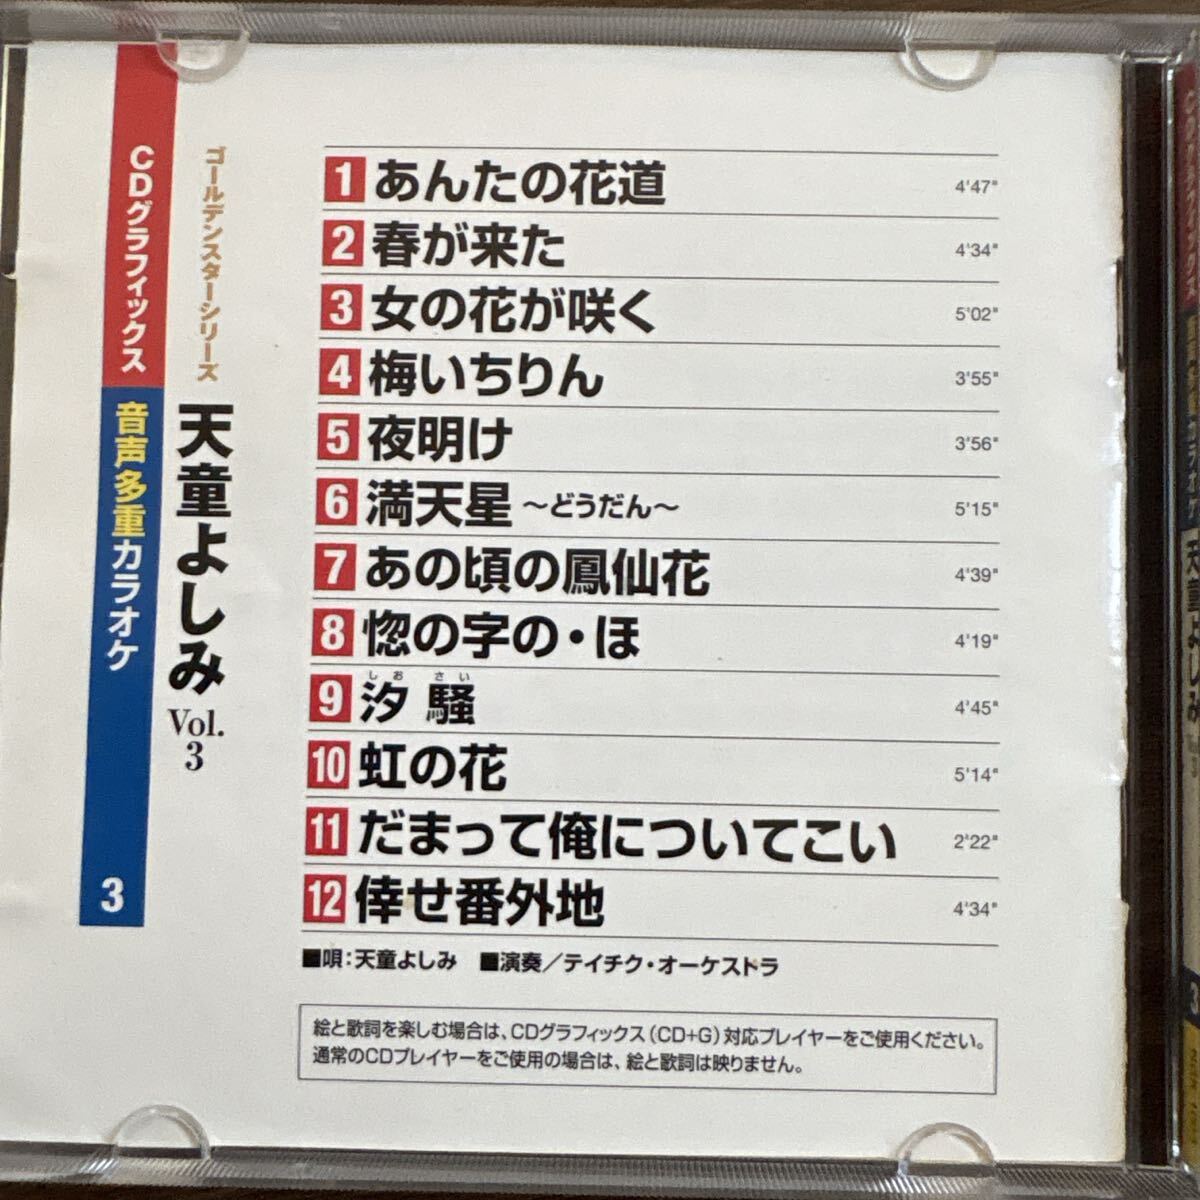 CDグラフィックス 音声多重カラオケ 3
ゴールデンスターシリーズ
天童よしみ Vol. 3
1 あんたの花道 4'47"
2 春が来た 4'34"
3 女の花が咲く 5'02"
4 梅いちりん 3'55"
5 夜明け 3'56"
6 満天星 〜どうだん〜 5'15"
7 あの頃の鳳仙花 4'39"
8 惚の字の・ほ 4'19"
しお さい
9 汐騒 4'45"
10 虹の花 5'14"
11 だまって俺についてこい 2'22"
12 倖せ番外地 4'34"
■唄：天童よしみ ■演奏／テイチク・オーケストラ
絵と歌詞を楽しむ場合は、CDグラフィックス（CD+G）対応プレイヤーをご使用ください。
通常のCDプレイヤーをご使用の場合は、絵と歌詞は映りません。